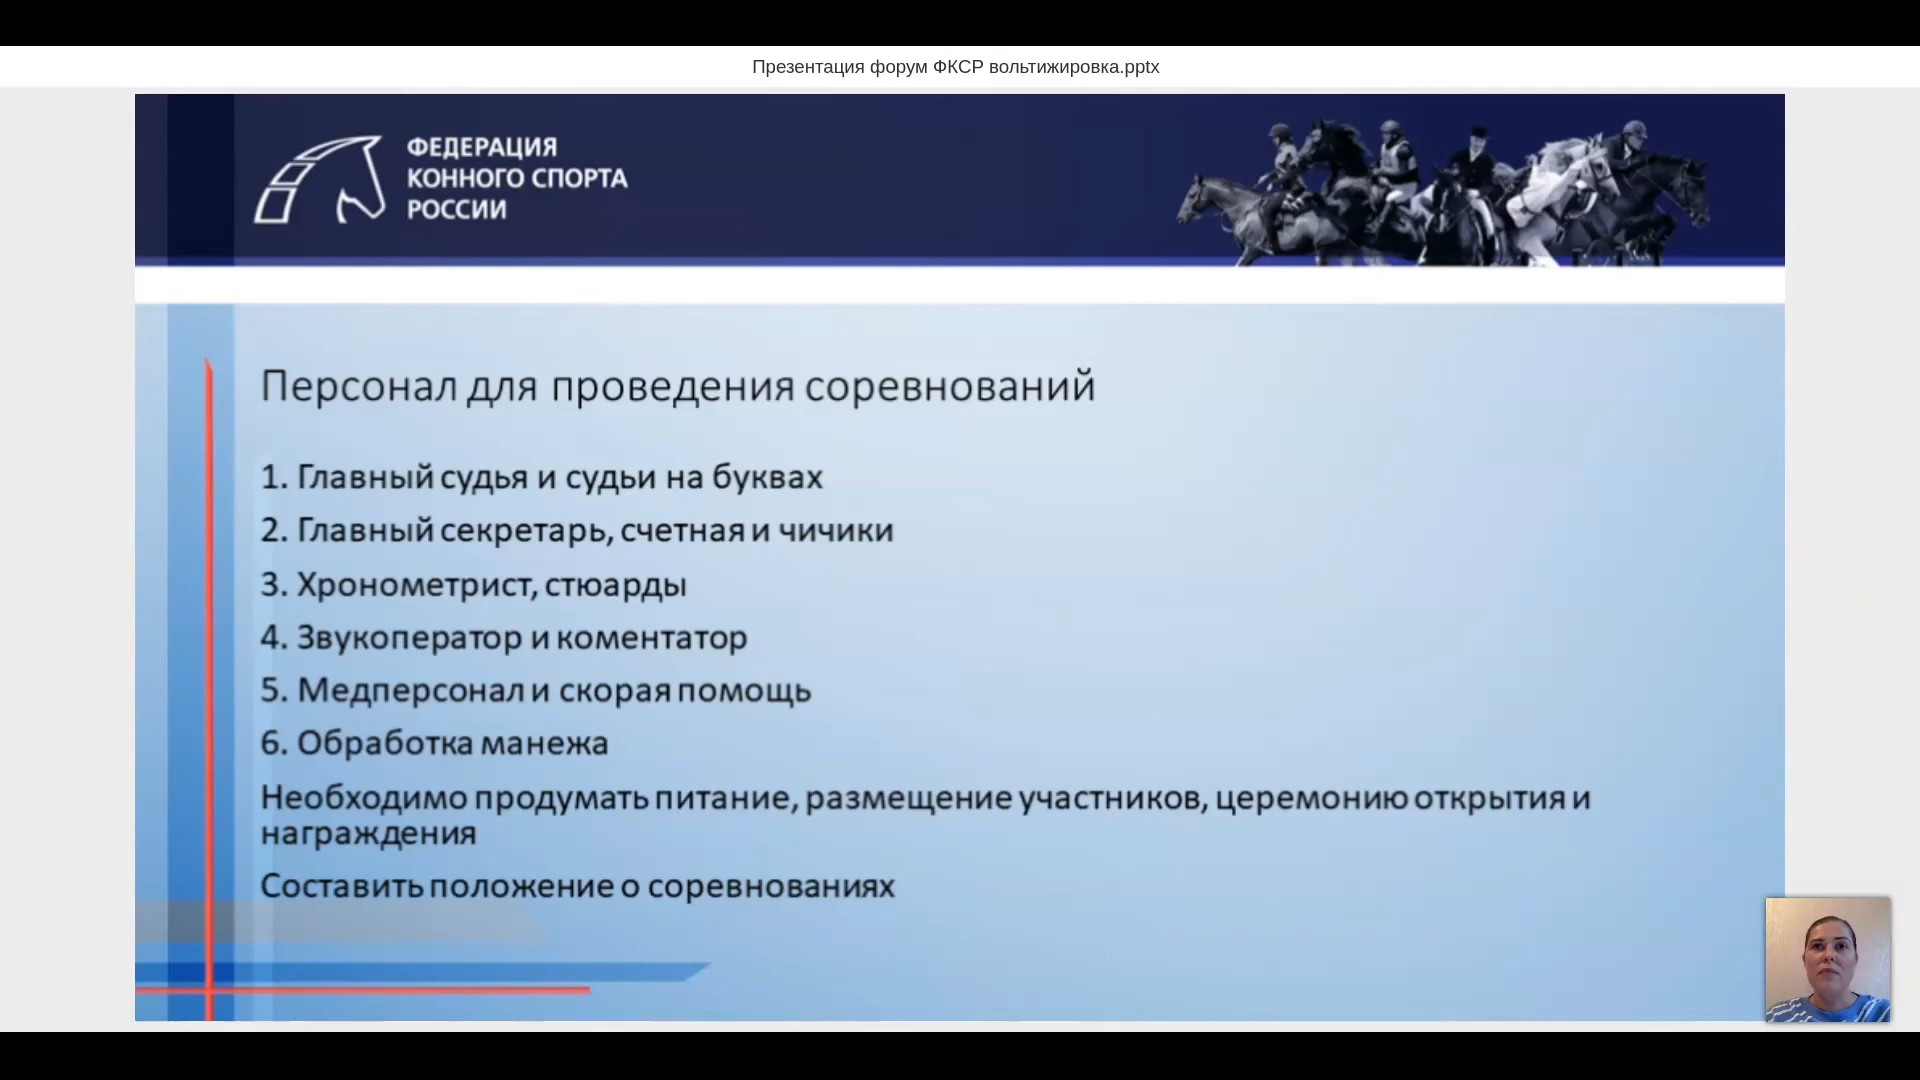 Презентация форум ФКСР вольтижировка.pptx
ФЕДЕРАЦИЯ
КОННОГО СПОРТА
РОССИИ
Персонал для проведения соревнований
1. Главный судья и судьи на буквах
2. Главный секретарь, счетная и чичики
3. Хронометрист, стюарды
4. Звукоператор и коментатор
5. Медперсонал и скорая помощь
6. Обработка манежа
Необходимо продумать питание, размещение участников, церемонию открытия и
награждения
Составить положение о соревнованиях